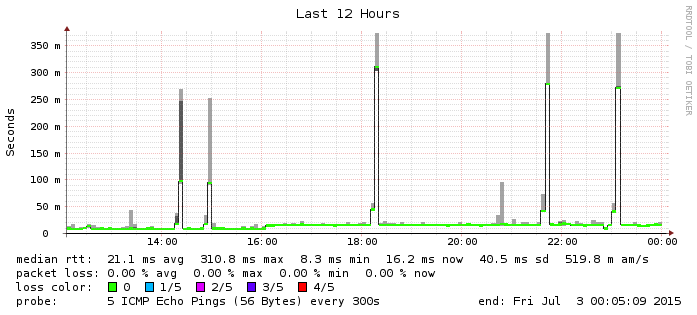 Last 12 Hours
RRDTOOL / TOBI OETIKER
Seconds
350 m
300 m
250 m
200 m
150 m
100 m
50 m
0
14:00 16:00 18:00 20:00 22:00 00:00
median rtt: 21.1 ms avg 310.8 ms max 8.3 ms min 16.2 ms now 40.5 ms sd 519.8 m am/s
packet loss: 0.00 % avg 0.00 % max 0.00 % min 0.00 % now
loss color: 0 1/5 2/5 3/5 4/5
probe: 5 ICMP Echo Pings (56 Bytes) every 300s end: Fri Jul 3 00:05:09 2015